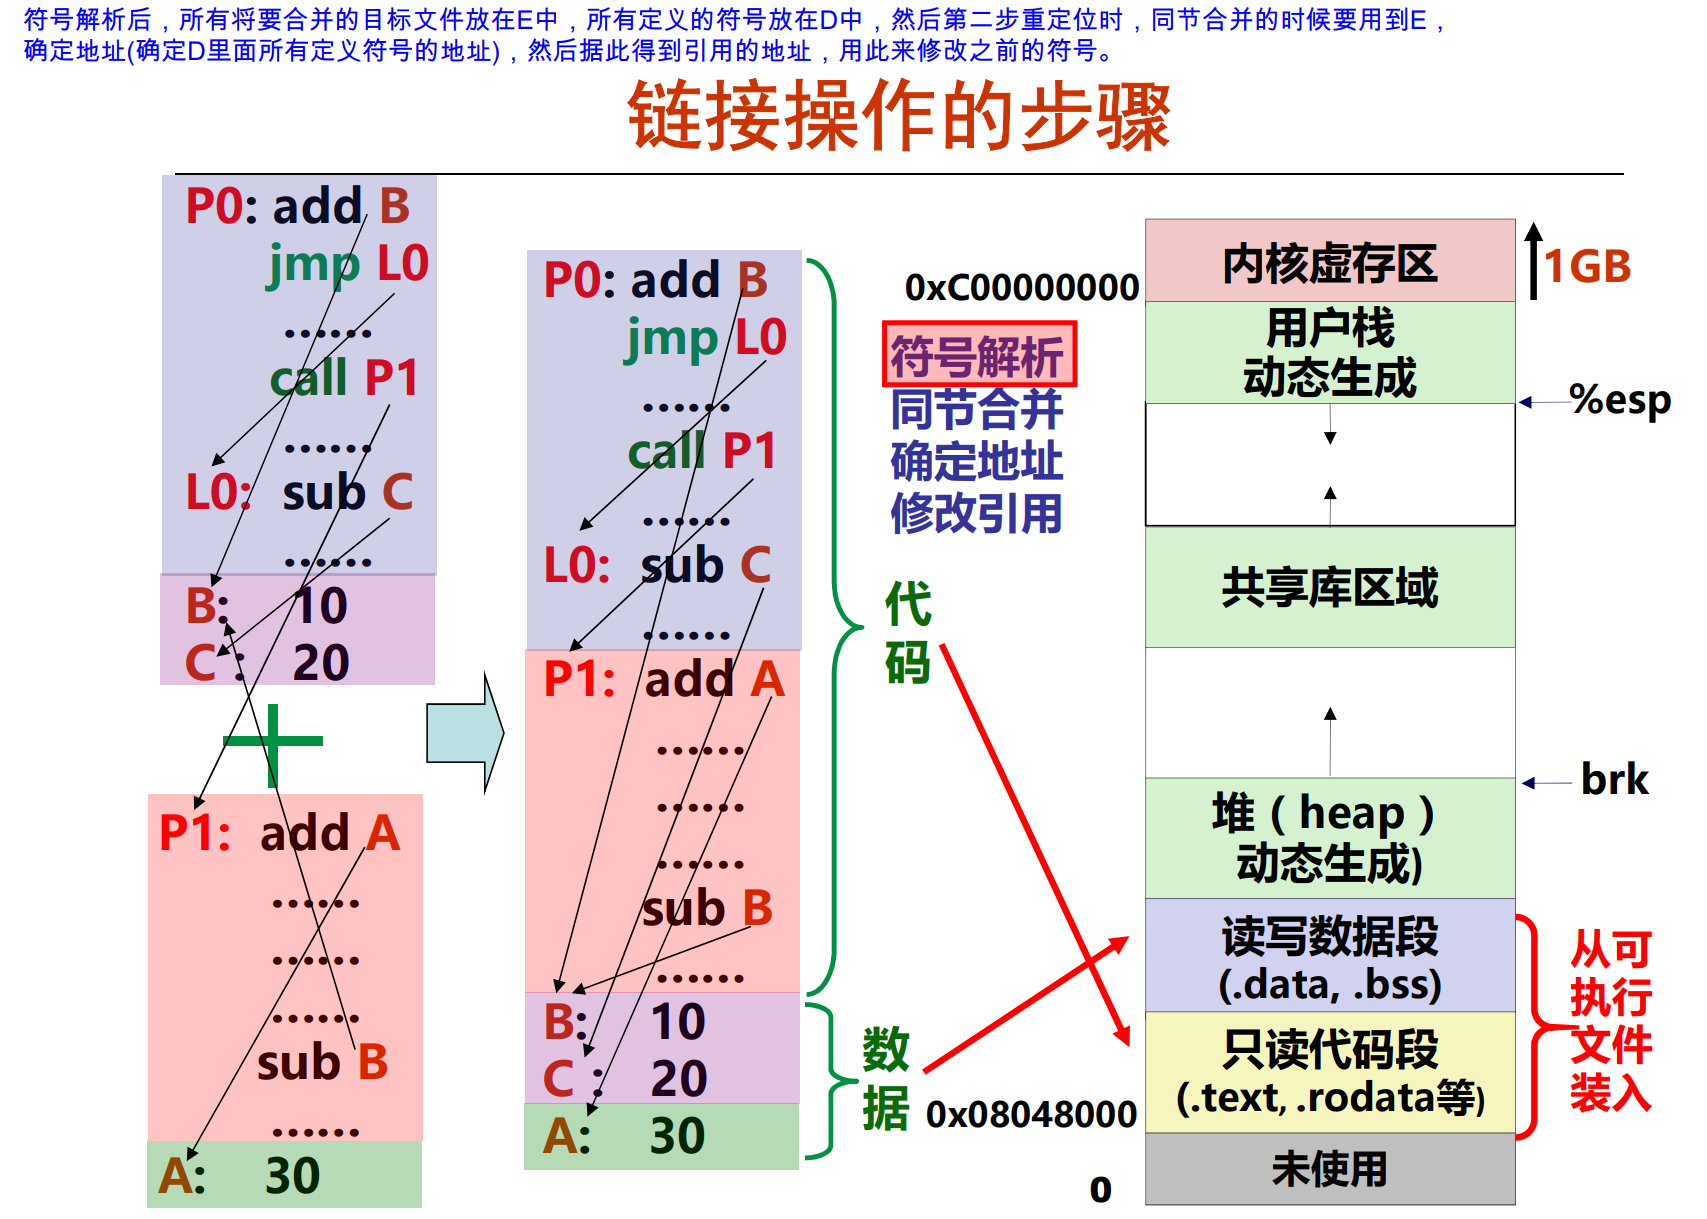 符号解析后，所有将要合并的目标文件放在E中，所有定义的符号放在D中，然后第二步重定位时，同节合并的时候要用到E，
确定地址(确定D里面所有定义符号的地址)，然后据此得到引用的地址，用此来修改之前的符号。
链接操作的步骤
P0: add B
jmp L0
……
call P1
……
L0: sub C
……
B: 10
C : 20
P1: add A
……
……
……
sub B
……
A: 30
P0: add B
jmp L0
……
call P1
……
L0: sub C
……
P1: add A
……
……
……
sub B
……
B: 10
C : 20
A: 30
代
码
数
据
符号解析
同节合并
确定地址
修改引用
0xC00000000
0x08048000
0
内核虚存区
用户栈
动态生成
共享库区域
堆（heap）
动态生成)
读写数据段
(.data, .bss)
只读代码段
(.text, .rodata等)
未使用
1GB
%esp
brk
从可
执行
文件
装入